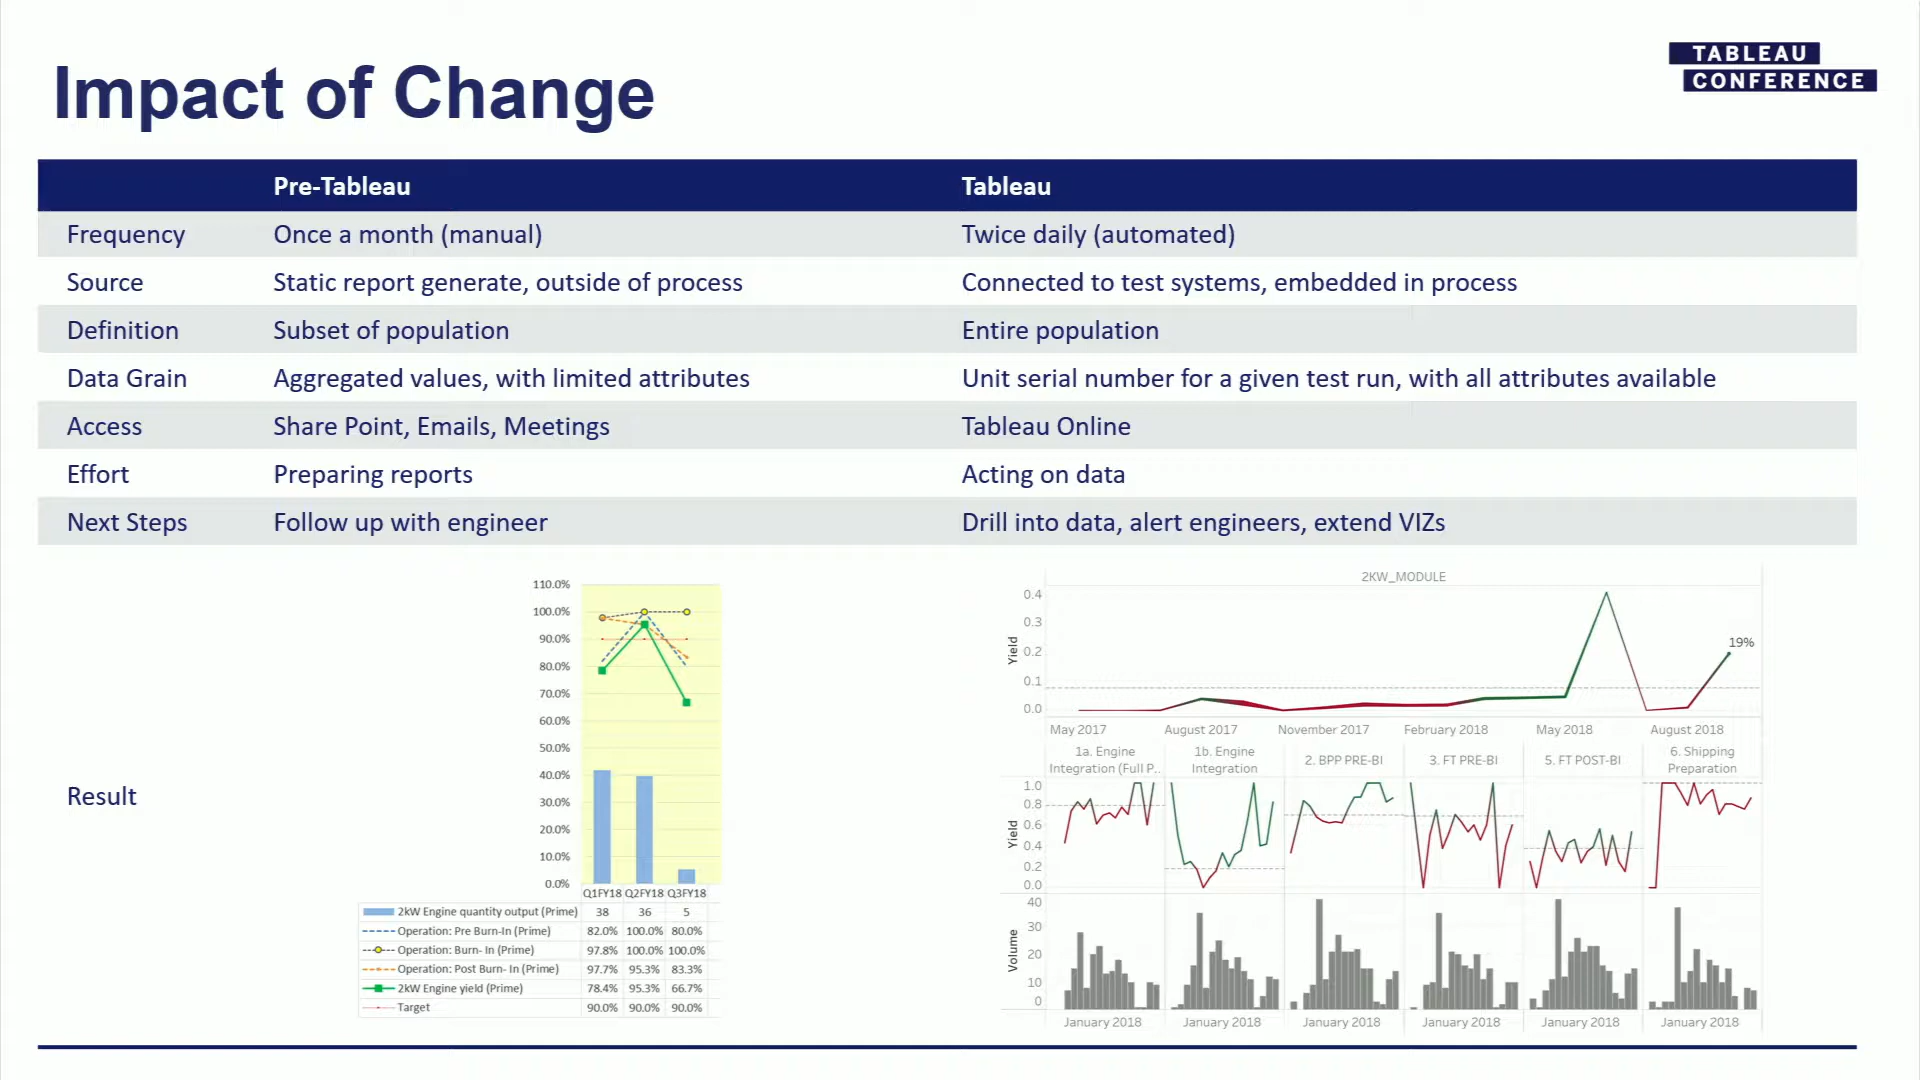 Impact of Change
TABLEAU
CONFERENCE
Pre-Tableau Tableau
Frequency Once a month (manual) Twice daily (automated)
Source Static report generate, outside of process Connected to test systems, embedded in process
Definition Subset of population Entire population
Data Grain Aggregated values, with limited attributes Unit serial number for a given test run, with all attributes available
Access Share Point, Emails, Meetings Tableau Online
Effort Preparing reports Acting on data
Next Steps Follow up with engineer Drill into data, alert engineers, extend VIZs
Result
110.0%
100.0%
90.0%
80.0%
70.0%
60.0%
50.0%
40.0%
30.0%
20.0%
10.0%
0.0%
Q1FY18 Q2FY18 Q3FY18
2kW Engine quantity output (Prime) 38 36 5
Operation: Pre Burn-In (Prime) 82.0% 100.0% 80.0%
Operation: Burn- In (Prime) 97.8% 100.0% 100.0%
Operation: Post Burn- In (Prime) 97.7% 95.3% 83.3%
2kW Engine yield (Prime) 78.4% 95.3% 66.7%
Target 90.0% 90.0% 90.0%
2KW_MODULE
Yield
0.4
0.3
0.2
0.1
0.0
19%
May 2017 August 2017 November 2017 February 2018 May 2018 August 2018
1a. Engine Integration (Full P.. 1b. Engine Integration 2. BPP PRE-BI 3. FT PRE-BI 5. FT POST-BI 6. Shipping Preparation
Yield
1.0
0.8
0.6
0.4
0.2
0.0
Volume
40
30
20
10
0
January 2018 January 2018 January 2018 January 2018 January 2018 January 2018